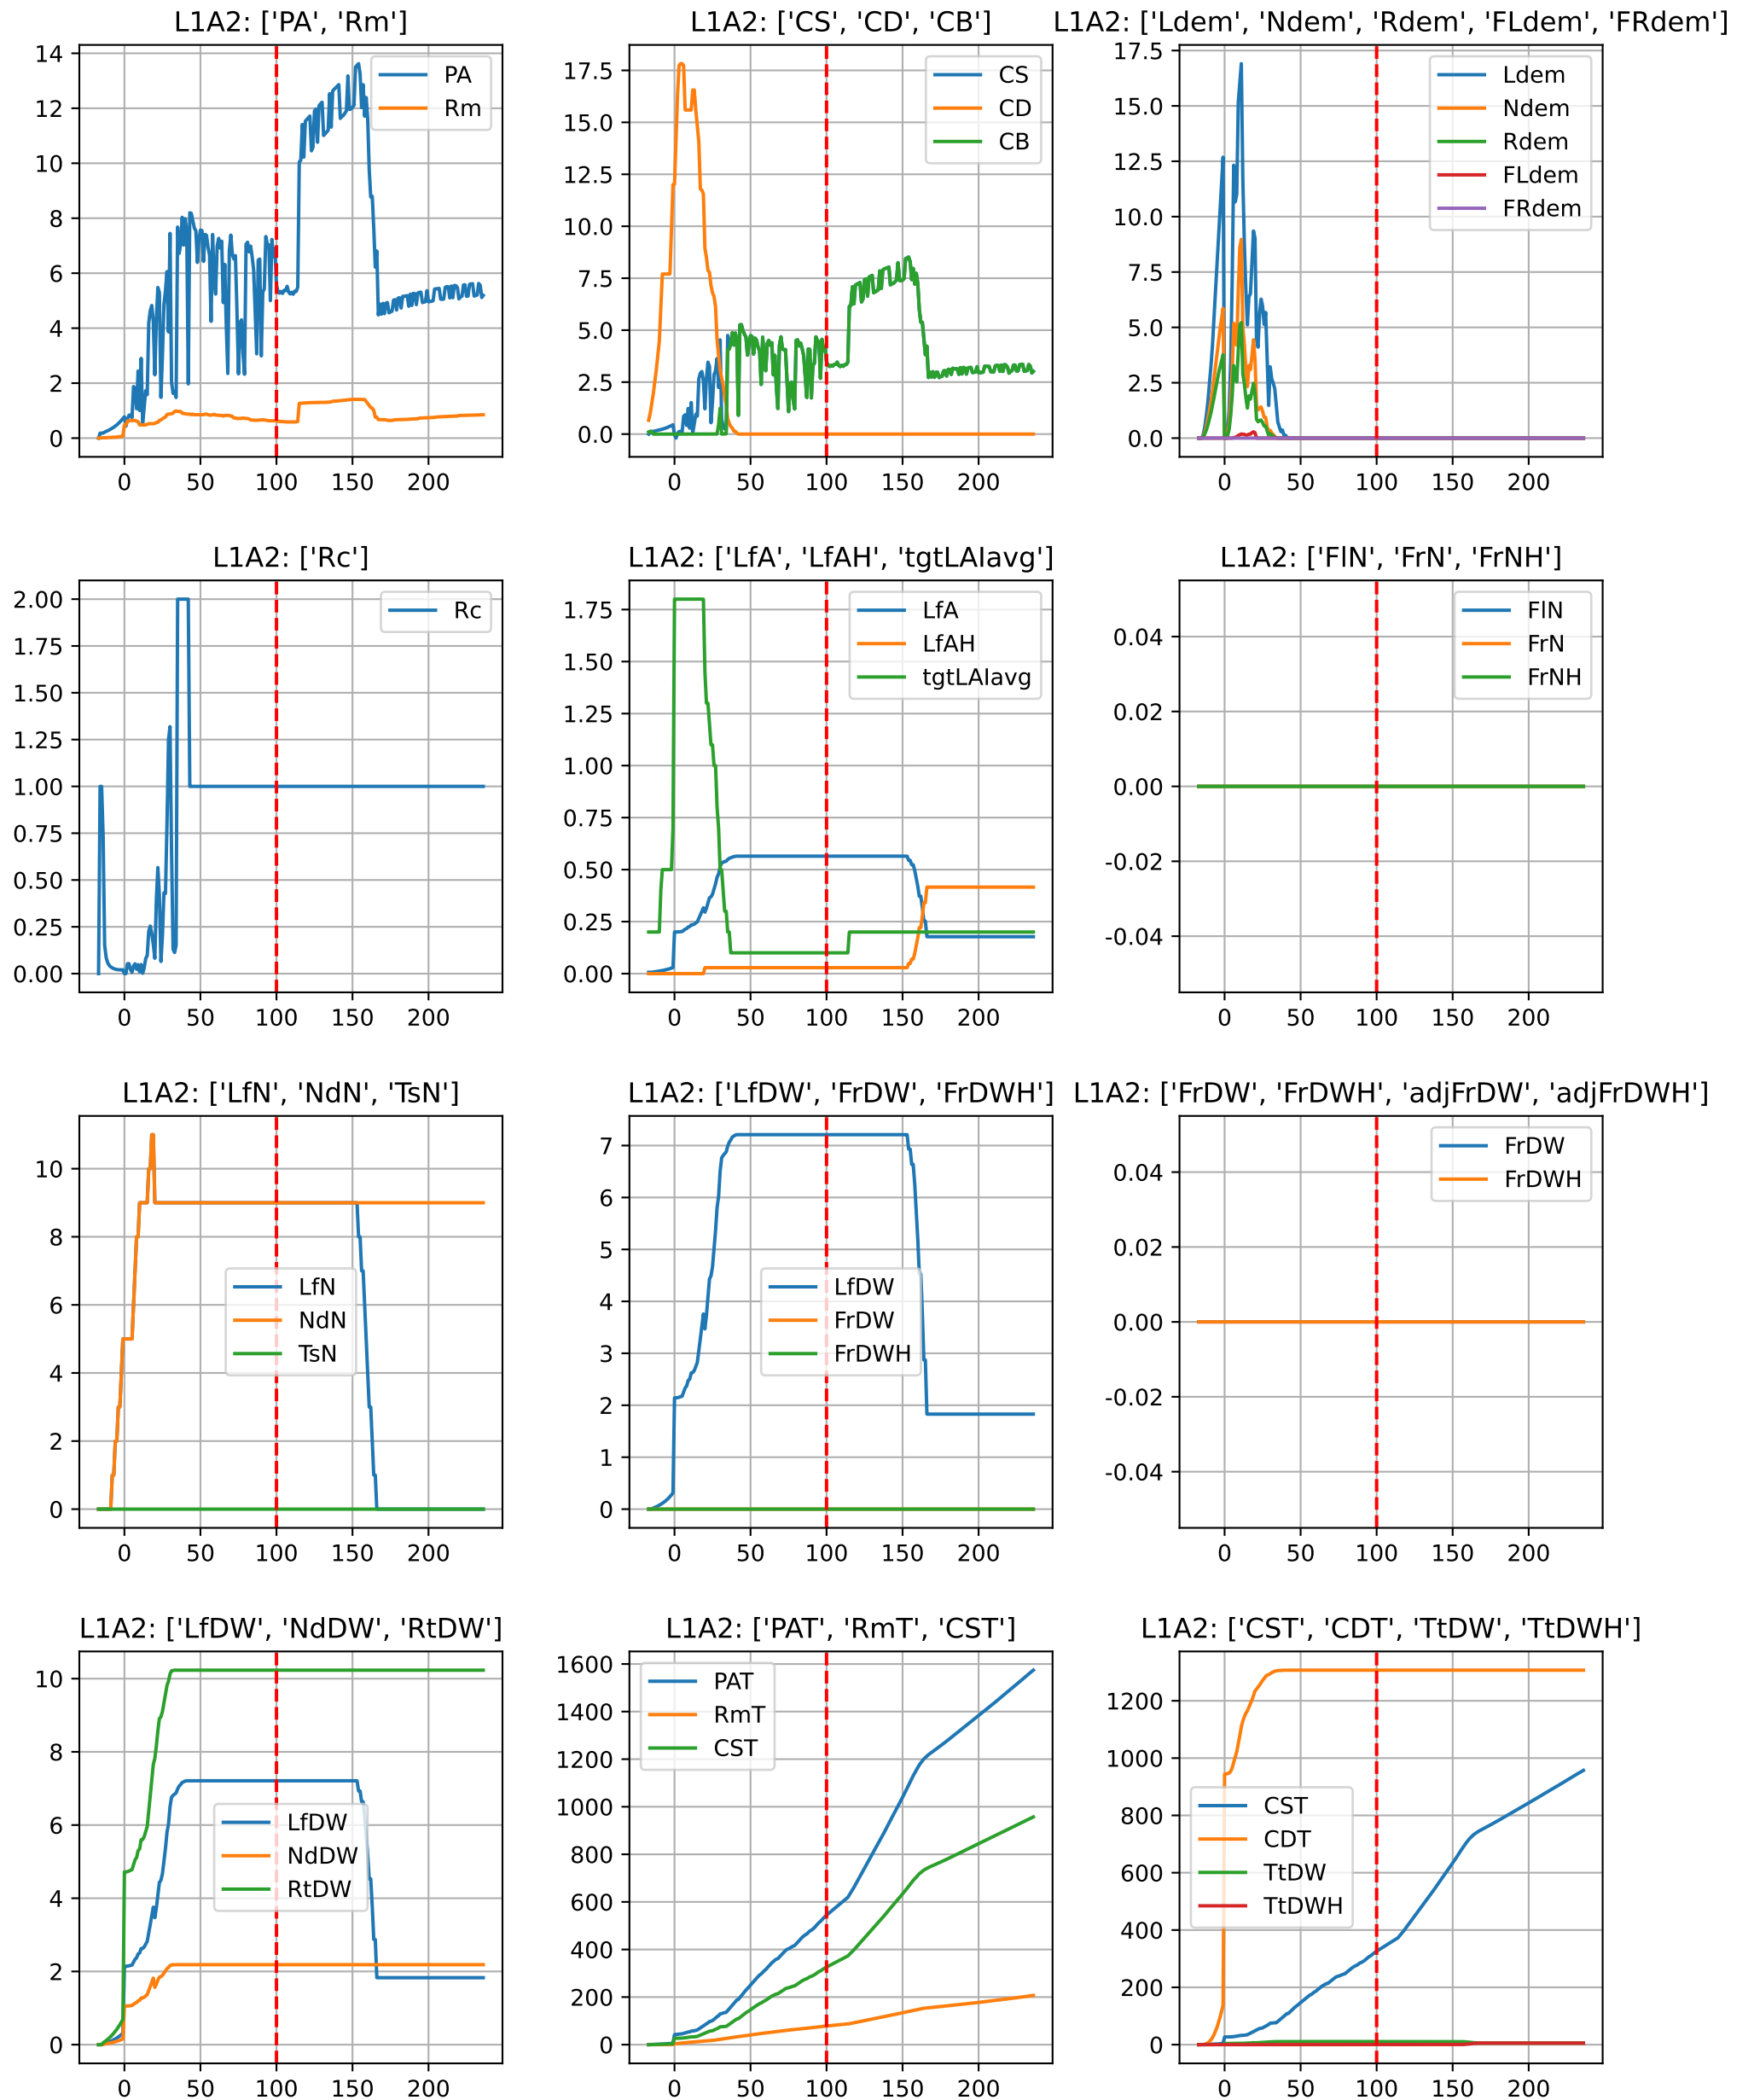 L1A2: ['PA', 'Rm']
14
12
10
8
6
4
2
0
0 50 100 150 200
PA
Rm
L1A2: ['CS', 'CD', 'CB']
17.5
15.0
12.5
10.0
7.5
5.0
2.5
0.0
0 50 100 150 200
CS
CD
CB
L1A2: ['Ldem', 'Ndem', 'Rdem', 'FLdem', 'FRdem']
17.5
15.0
12.5
10.0
7.5
5.0
2.5
0.0
0 50 100 150 200
Ldem
Ndem
Rdem
FLdem
FRdem
L1A2: ['Rc']
2.00
1.75
1.50
1.25
1.00
0.75
0.50
0.25
0.00
0 50 100 150 200
Rc
L1A2: ['LfA', 'LfAH', 'tgtLAIavg']
1.75
1.50
1.25
1.00
0.75
0.50
0.25
0.00
0 50 100 150 200
LfA
LfAH
tgtLAIavg
L1A2: ['FlN', 'FrN', 'FrNH']
0.04
0.02
0.00
-0.02
-0.04
0 50 100 150 200
FlN
FrN
FrNH
L1A2: ['LfN', 'NdN', 'TsN']
10
8
6
4
2
0
0 50 100 150 200
LfN
NdN
TsN
L1A2: ['LfDW', 'FrDW', 'FrDWH']
7
6
5
4
3
2
1
0
0 50 100 150 200
LfDW
FrDW
FrDWH
L1A2: ['FrDW', 'FrDWH', 'adjFrDW', 'adjFrDWH']
0.04
0.02
0.00
-0.02
-0.04
0 50 100 150 200
FrDW
FrDWH
L1A2: ['LfDW', 'NdDW', 'RtDW']
10
8
6
4
2
0
0 50 100 150 200
LfDW
NdDW
RtDW
L1A2: ['PAT', 'RmT', 'CST']
1600
1400
1200
1000
800
600
400
200
0
0 50 100 150 200
PAT
RmT
CST
L1A2: ['CST', 'CDT', 'TtDW', 'TtDWH']
1200
1000
800
600
400
200
0
0 50 100 150 200
CST
CDT
TtDW
TtDWH